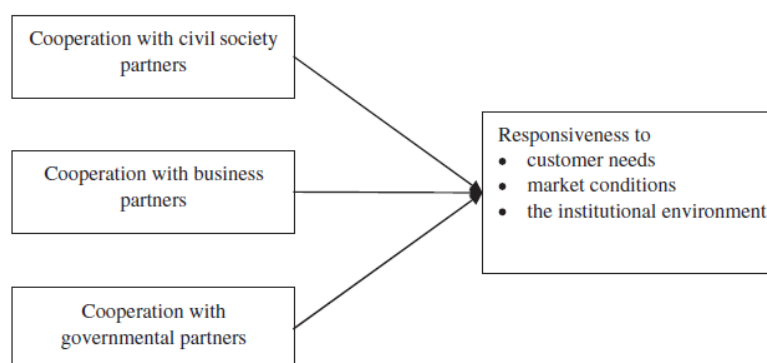 Cooperation with civil society
partners
Cooperation with business
partners
Cooperation with
governmental partners
Responsiveness to
• customer needs
• market conditions
• the institutional environment